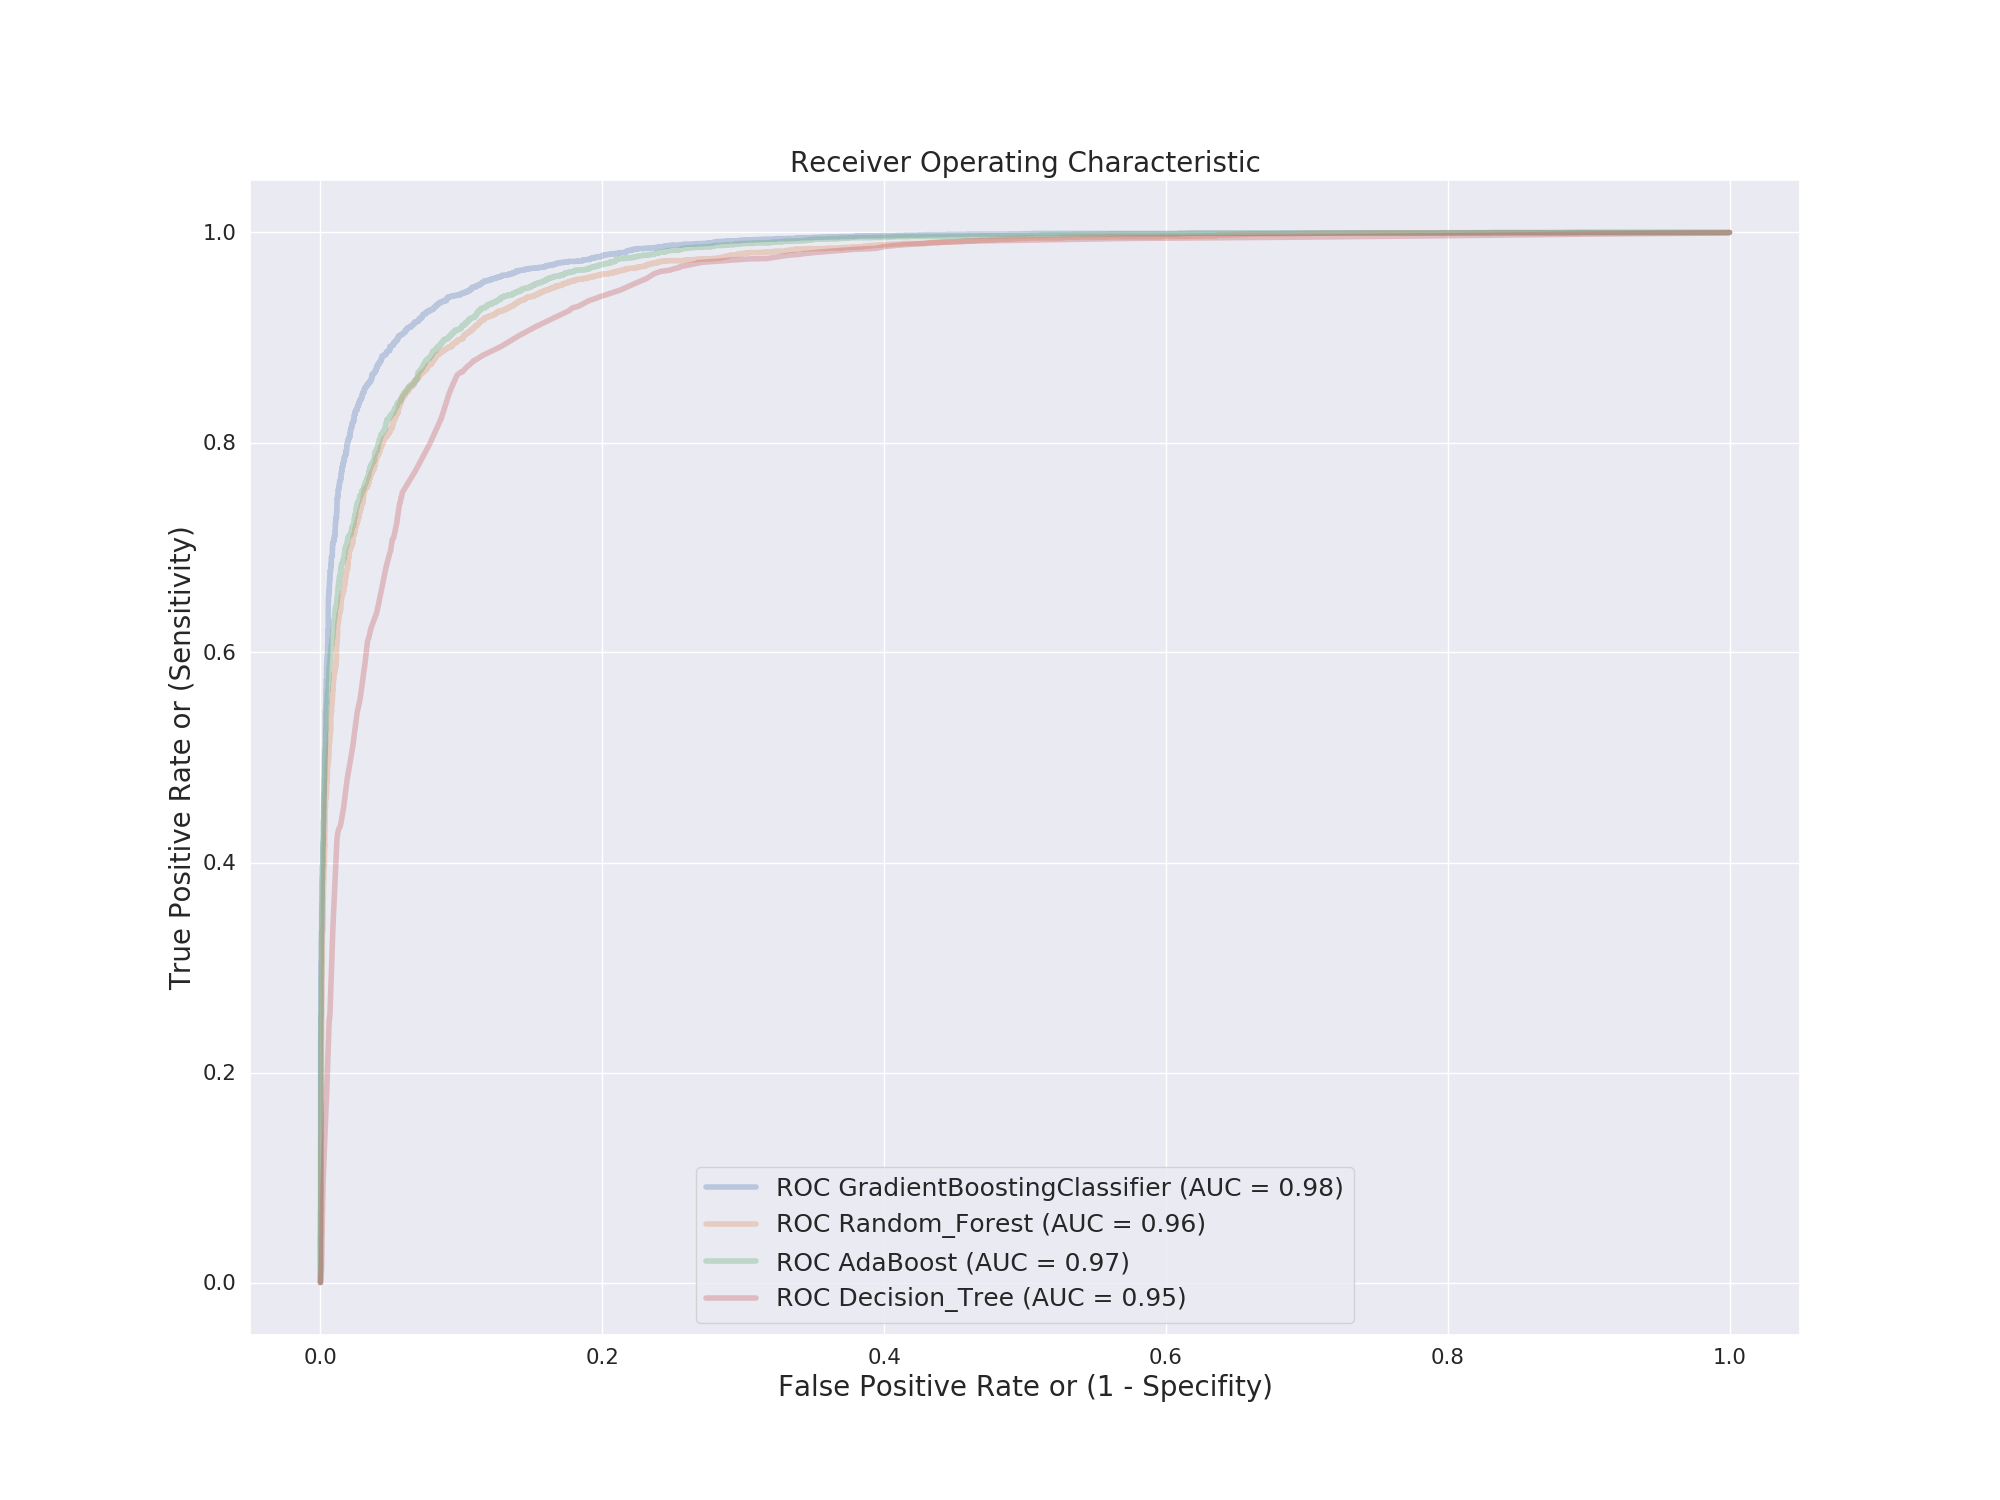 Receiver Operating Characteristic
1.0
0.8
0.6
0.4
0.2
0.0
True Positive Rate or (Sensitivity)
ROC GradientBoostingClassifier (AUC = 0.98)
ROC Random_Forest (AUC = 0.96)
ROC AdaBoost (AUC = 0.97)
ROC Decision_Tree (AUC = 0.95)
0.0 0.2 0.4 0.6 0.8 1.0
False Positive Rate or (1 - Specifity)